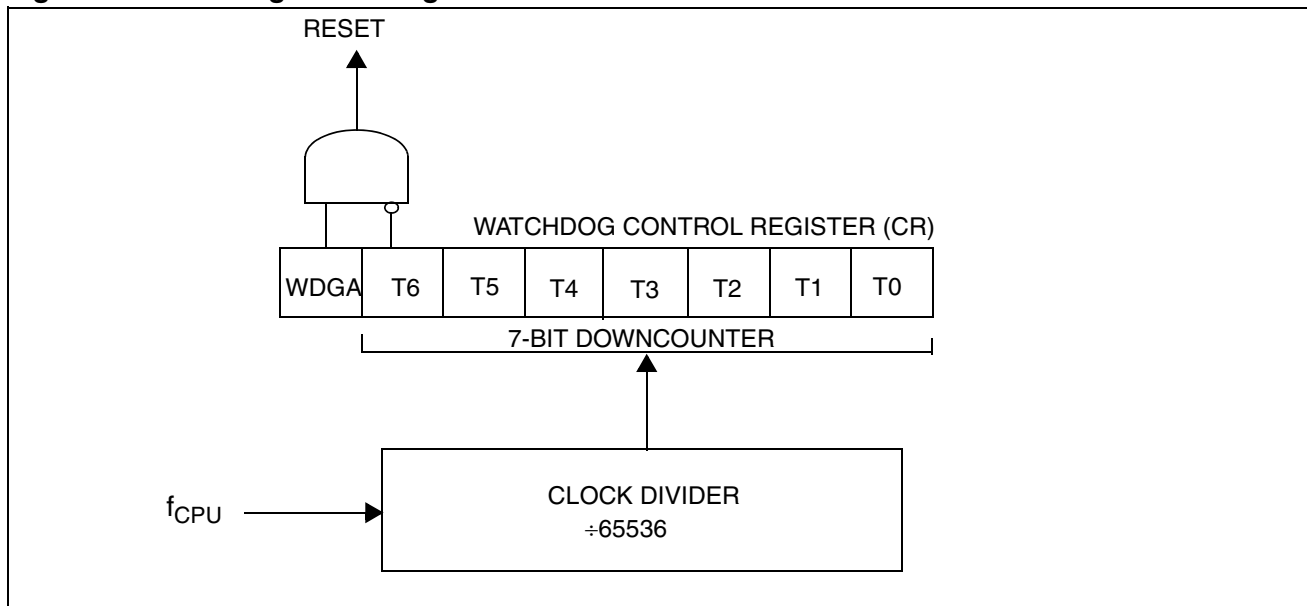 RESET
WATCHDOG CONTROL REGISTER (CR)
WDGA T6 T5 T4 T3 T2 T1 T0
7-BIT DOWNCOUNTER
fCPU
CLOCK DIVIDER
÷65536